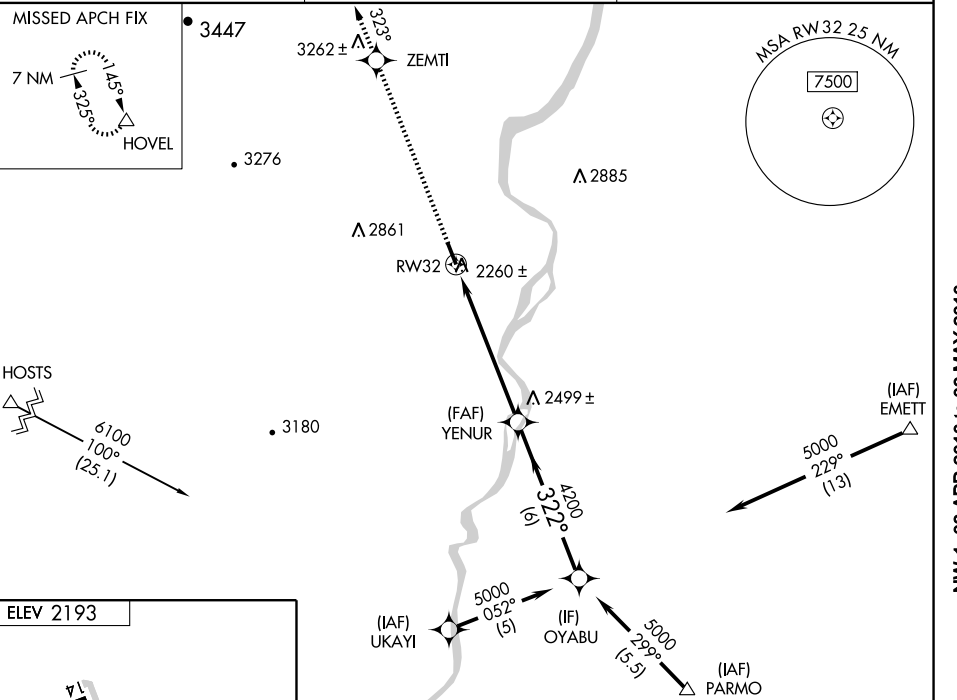 MISSED APCH FIX
7 NM
145°
325°
HOVEL
3447
3262 ±
323°
ZEMTI
MSA RW32 25 NM
7500
3276
2885
2861
RW32
2260 ±
HOSTS
6100
100°
(25.1)
3180
(FAF)
YENUR
2499 ±
(IAF)
EMETT
5000
229°
(13)
4200
322°
(6)
ELEV 2193
(IAF)
UKAYI
5000
052°
(5)
(IF)
OYABU
5000
299°
(5.5)
(IAF)
PARMO
14